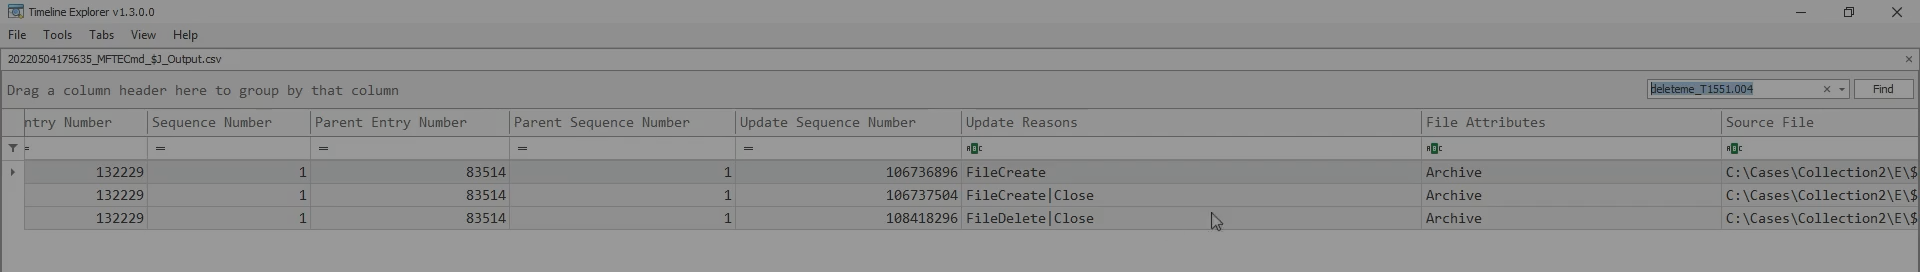 Timeline Explorer v1.3.0.0
File Tools Tabs View Help
20220504175635_MFTECmd_$J_Output.csv
Drag a column header here to group by that column
deleteme_T1551.004 Find
ntry Number Sequence Number Parent Entry Number Parent Sequence Number Update Sequence Number Update Reasons File Attributes Source File
= = = = = ABC ABC ABC
132229 1 83514 1 106736896 FileCreate Archive C:\Cases\Collection2\E\$
132229 1 83514 1 106737504 FileCreate|Close Archive C:\Cases\Collection2\E\$
132229 1 83514 1 108418296 FileDelete|Close Archive C:\Cases\Collection2\E\$